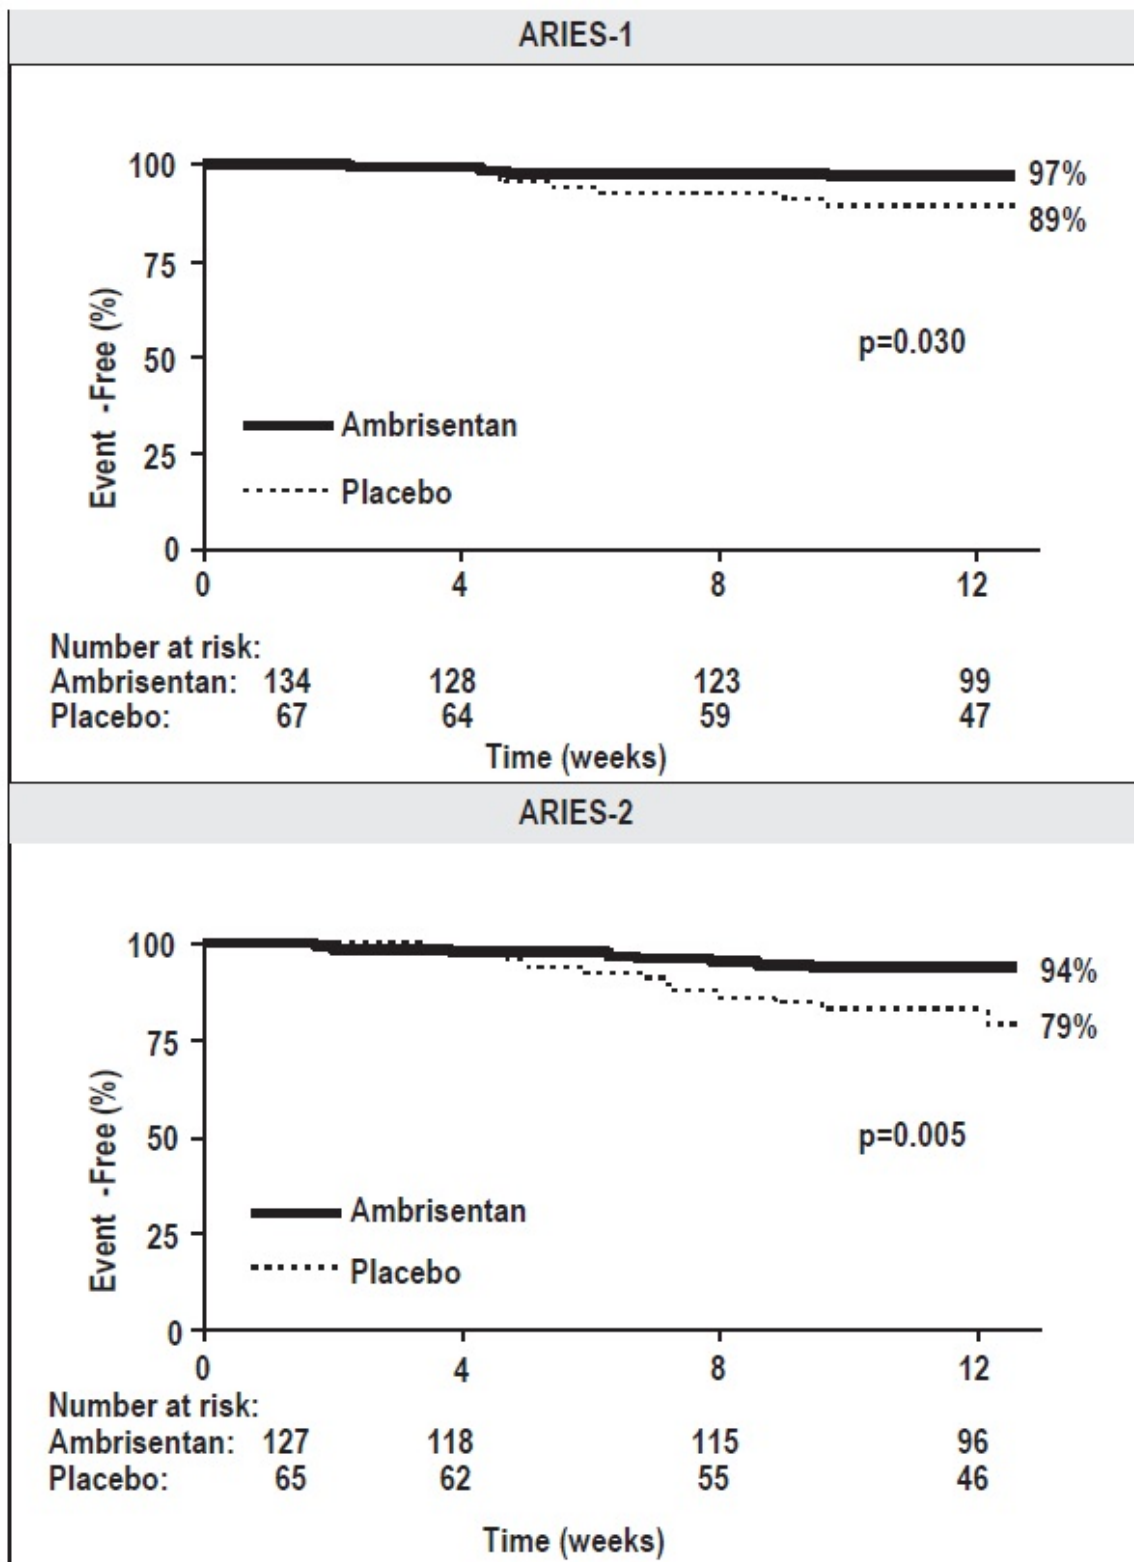 ARIES-1
100
97%
89%
75
p=0.030
50
Event -Free (%)
Ambrisentan
25
Placebo
0
0 4 8 12
Number at risk:
Ambrisentan: 134 128 123 99
Placebo: 67 64 59 47
Time (weeks)
ARIES-2
100
94%
79%
75
p=0.005
50
Event -Free (%)
Ambrisentan
25
Placebo
0
0 4 8 12
Number at risk:
Ambrisentan: 127 118 115 96
Placebo: 65 62 55 46
Time (weeks)